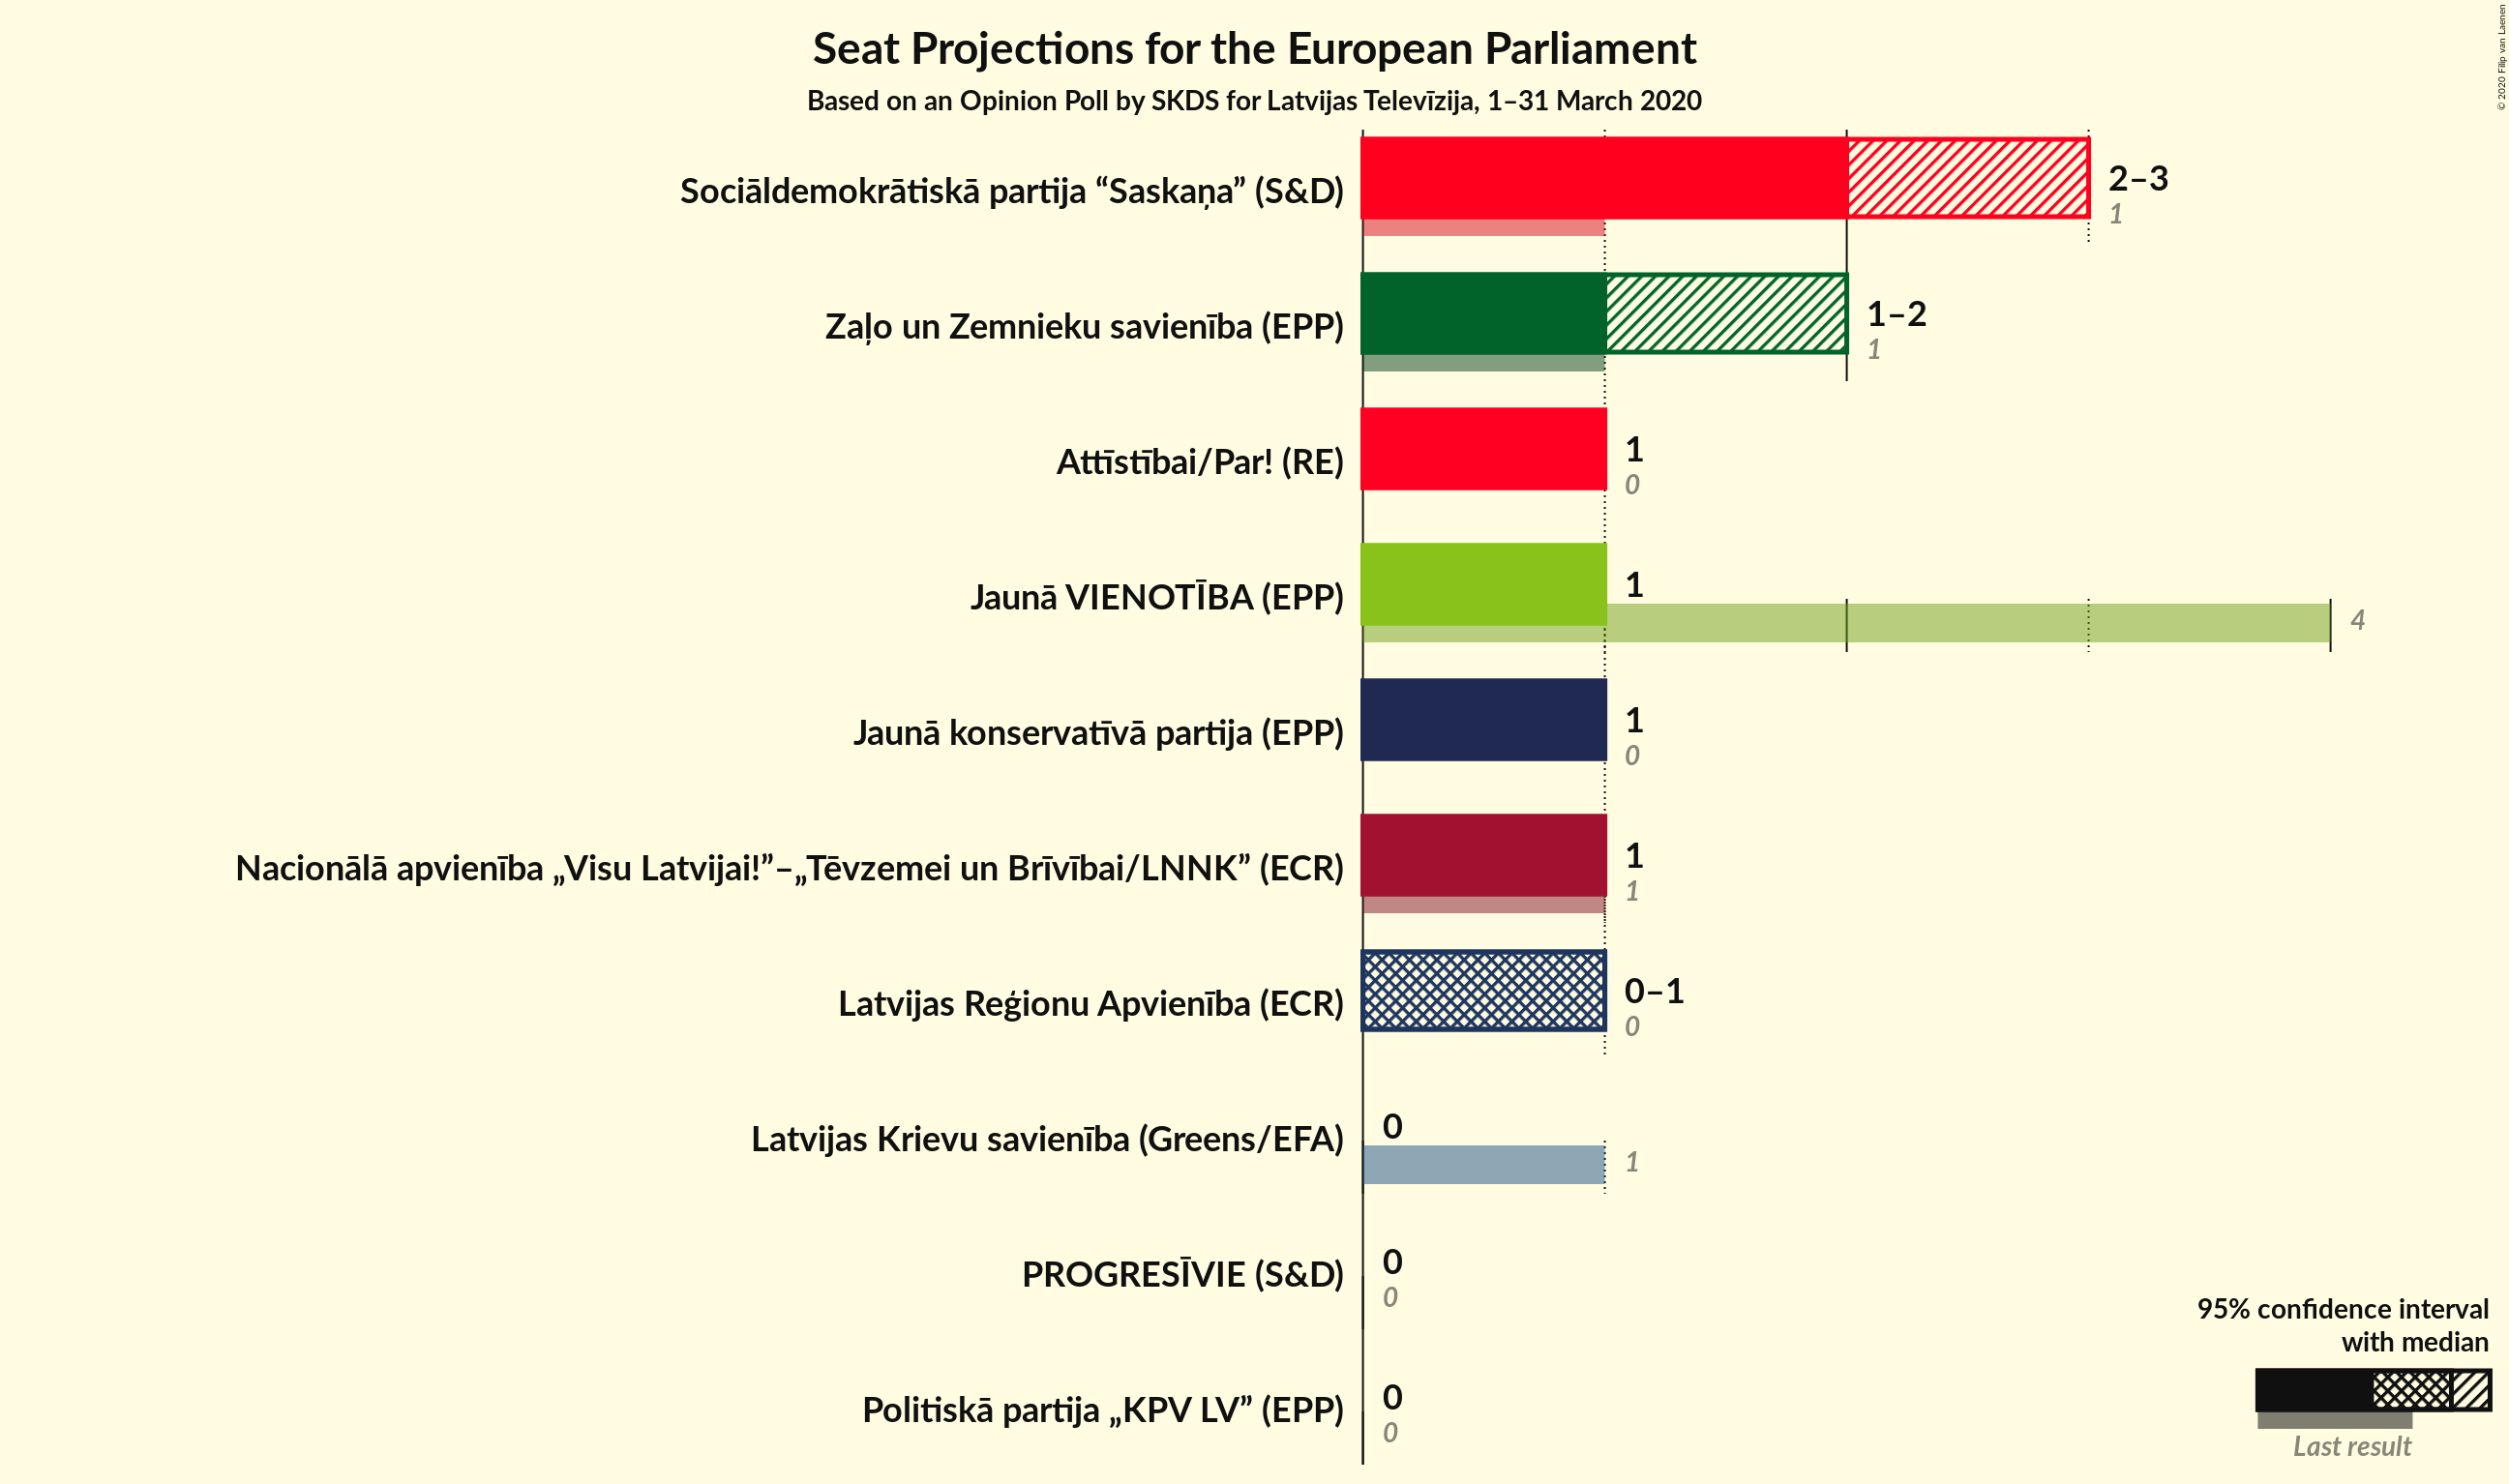 Seat Projections for the European Parliament
Based on an Opinion Poll by SKDS for Latvijas Televīzija, 1–31 March 2020
© 2020 Filip van Laenen
Sociāldemokrātiskā partija “Saskaņa” (S&D)
2–3
1
Zaļo un Zemnieku savienība (EPP)
1–2
1
Attīstībai/Par! (RE)
1
0
Jaunā VIENOTĪBA (EPP)
1
4
Jaunā konservatīvā partija (EPP)
1
0
Nacionālā apvienība „Visu Latvijai!”–„Tēvzemei un Brīvībai/LNNK” (ECR)
1
1
Latvijas Reģionu Apvienība (ECR)
0–1
0
Latvijas Krievu savienība (Greens/EFA)
0
1
PROGRESĪVIE (S&D)
0
0
Politiskā partija „KPV LV” (EPP)
0
0
95% confidence interval
with median
Last result